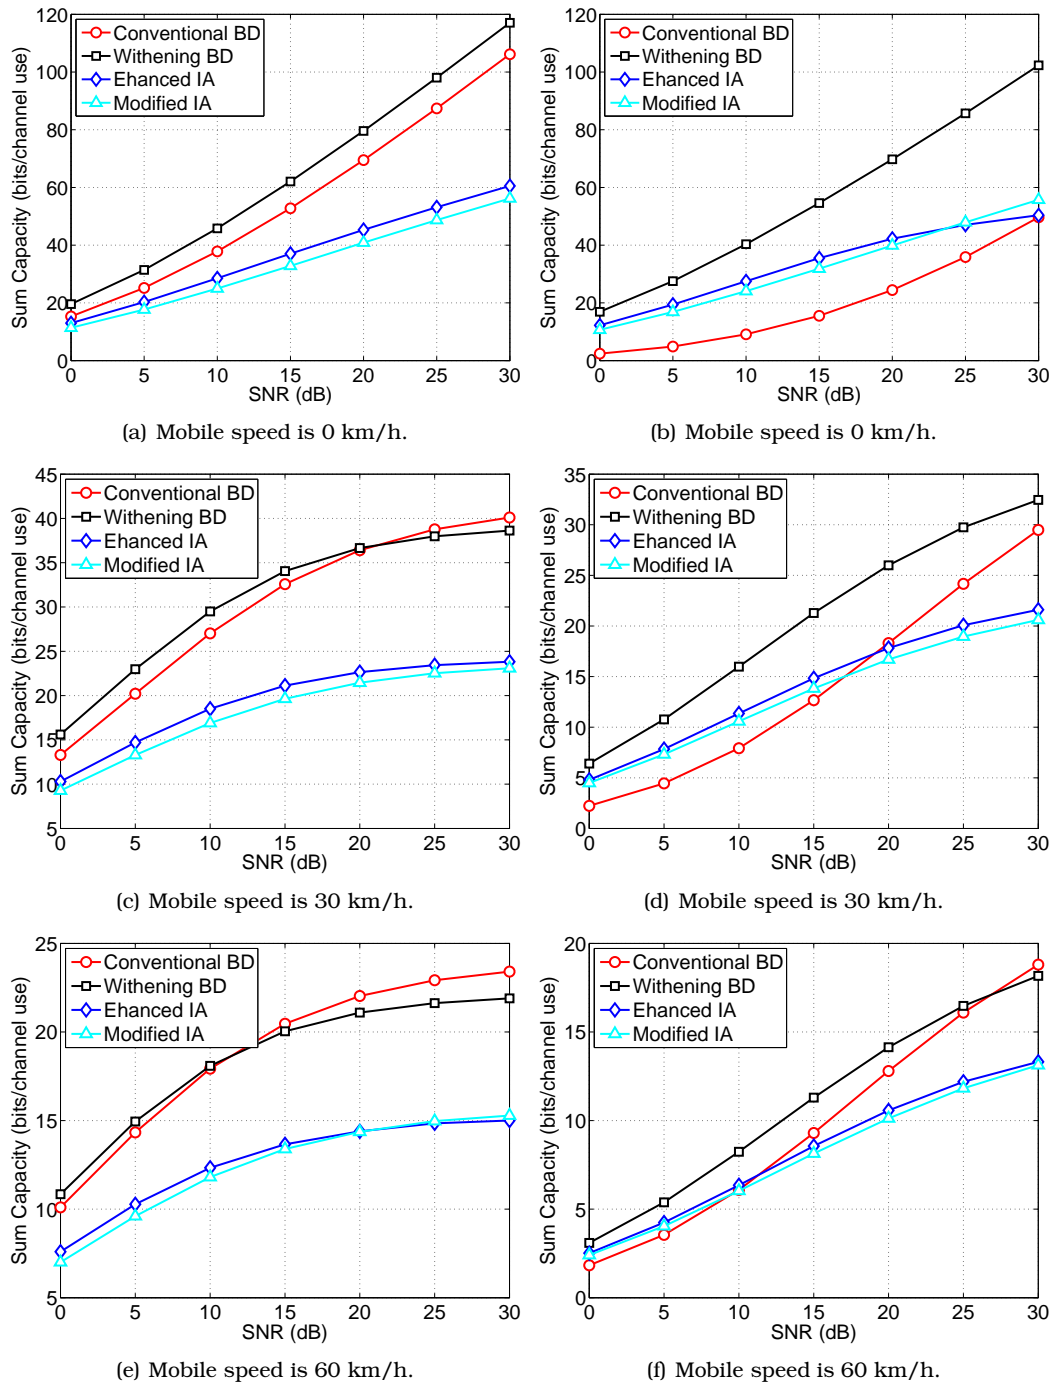 120
100
80
60
40
20
0
Sum Capacity (bits/channel use)
Conventional BD
Withening BD
Ehanced IA
Modified IA
0 5 10 15 20 25 30
SNR (dB)
(a) Mobile speed is 0 km/h.
120
100
80
60
40
20
0
Sum Capacity (bits/channel use)
Conventional BD
Withening BD
Ehanced IA
Modified IA
0 5 10 15 20 25 30
SNR (dB)
(b) Mobile speed is 0 km/h.
45
40
35
30
25
20
15
10
5
Sum Capacity (bits/channel use)
Conventional BD
Withening BD
Ehanced IA
Modified IA
0 5 10 15 20 25 30
SNR (dB)
(c) Mobile speed is 30 km/h.
35
30
25
20
15
10
5
0
Sum Capacity (bits/channel use)
Conventional BD
Withening BD
Ehanced IA
Modified IA
0 5 10 15 20 25 30
SNR (dB)
(d) Mobile speed is 30 km/h.
25
20
15
10
5
Sum Capacity (bits/channel use)
Conventional BD
Withening BD
Ehanced IA
Modified IA
0 5 10 15 20 25 30
SNR (dB)
(e) Mobile speed is 60 km/h.
20
15
10
5
0
Sum Capacity (bits/channel use)
Conventional BD
Withening BD
Ehanced IA
Modified IA
0 5 10 15 20 25 30
SNR (dB)
(f) Mobile speed is 60 km/h.